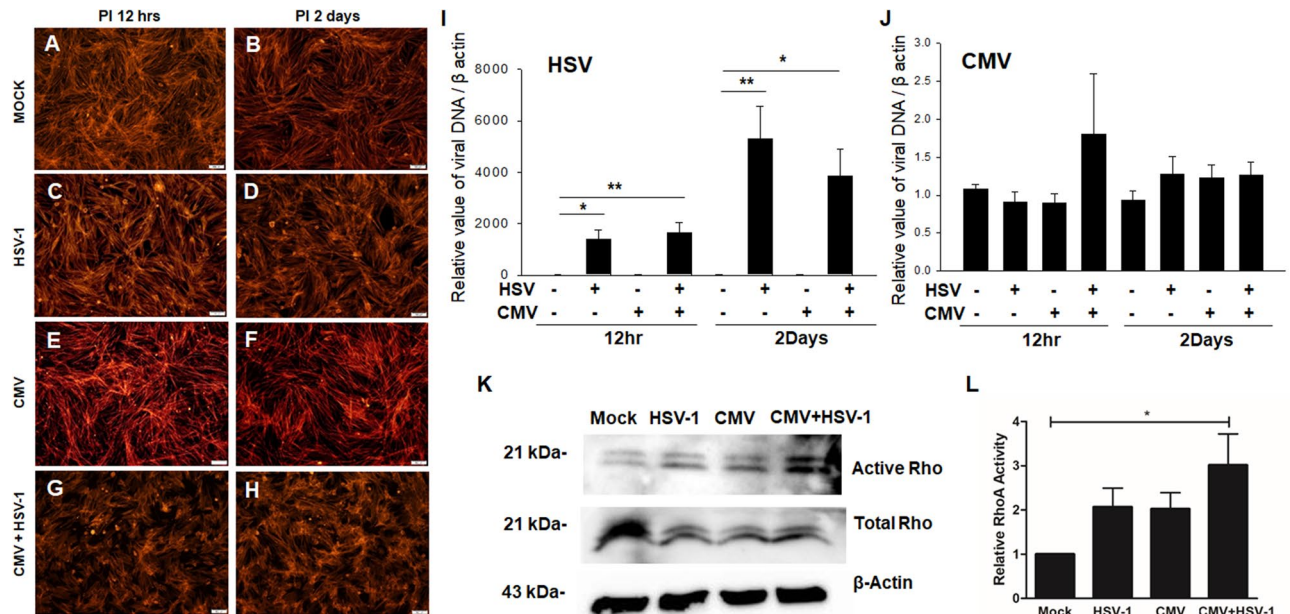 PI 12 hrs
PI 2 days
A
B
MOCK
C
D
HSV-1
E
F
CMV
G
H
CMV + HSV-1
I
HSV
Relative value of viral DNA / β actin
8000
6000
4000
2000
0
*
**
**
*
HSV - + - + - + - +
CMV - - + + - - + +
12hr 2Days
J
CMV
Relative value of viral DNA / β actin
3.0
2.5
2.0
1.5
1.0
0.5
0.0
HSV - + - + - + - +
CMV - - + + - - + +
12hr 2Days
K
Mock HSV-1 CMV CMV+HSV-1
21 kDa- Active Rho
21 kDa- Total Rho
43 kDa- β-Actin
L
Relative RhoA Activity
*
4
3
2
1
0
Mock HSV-1 CMV CMV+HSV-1